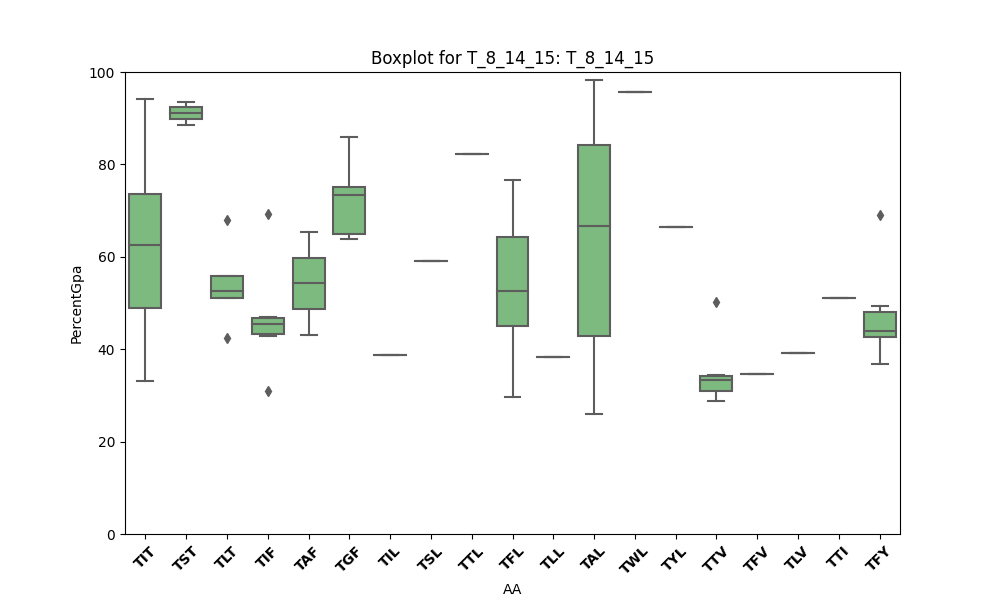 Boxplot for T_8_14_15: T_8_14_15
100
80
60
40
20
0
PercentGpa
TIT TST TLT TIF TAF TGF TIL TSL TTL TFL TLL TAL TWL TYL TTV TFV TLV TTI TFY
AA